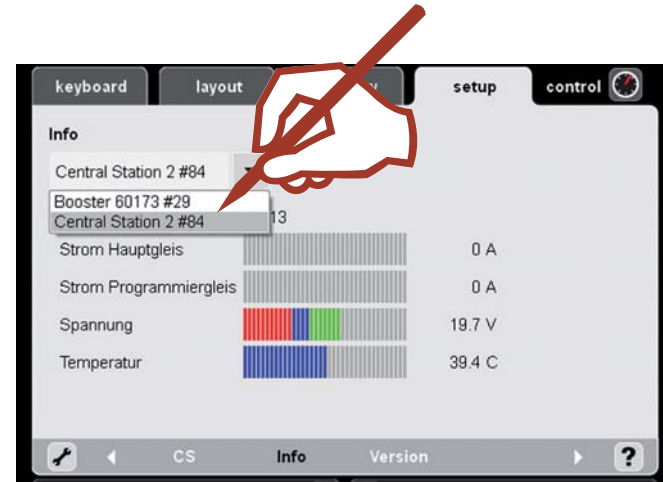 keyboard layout setup control
Info
Central Station 2 #84
Booster 60173 #29
Central Station 2 #84
13
Strom Hauptgleis 0 A
Strom Programmiergleis 0 A
Spannung 19.7 V
Temperatur 39.4 C
CS Info Version ?